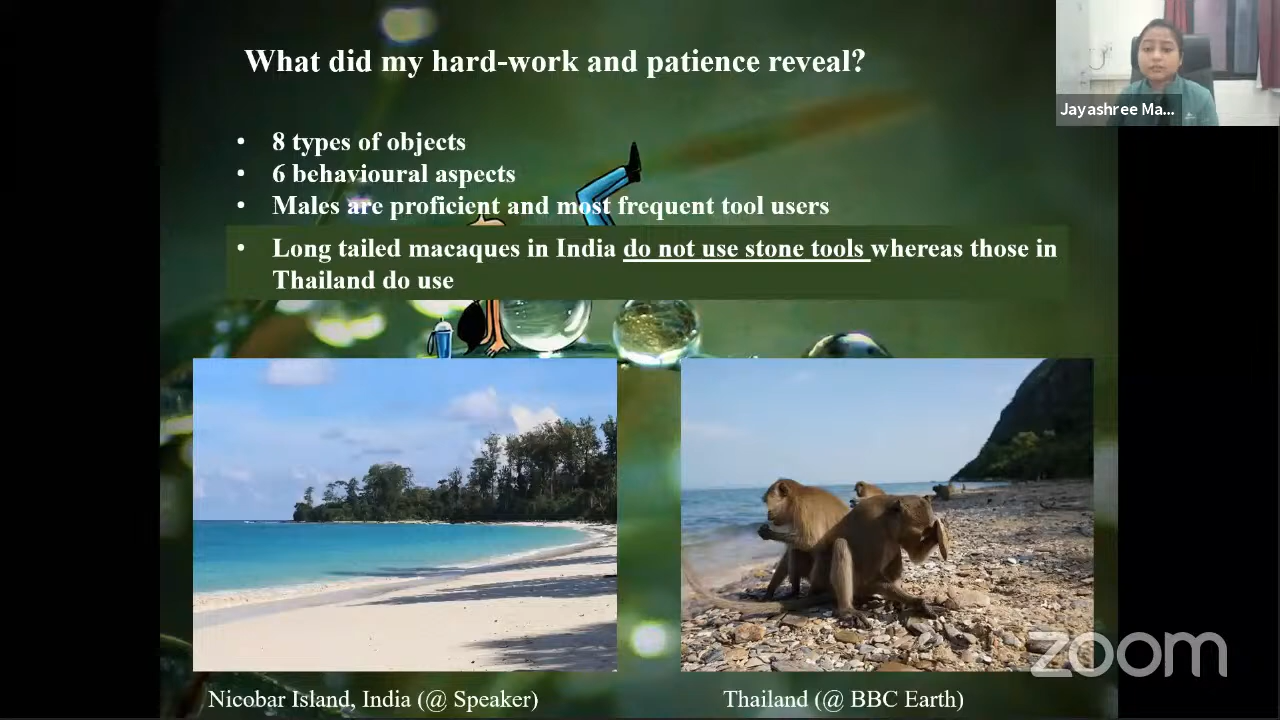 What did my hard-work and patience reveal?
Jayashree Ma...
• 8 types of objects
• 6 behavioural aspects
• Males are proficient and most frequent tool users
• Long tailed macaques in India do not use stone tools whereas those in
Thailand do use
zoom
Nicobar Island, India (@ Speaker)
Thailand (@ BBC Earth)